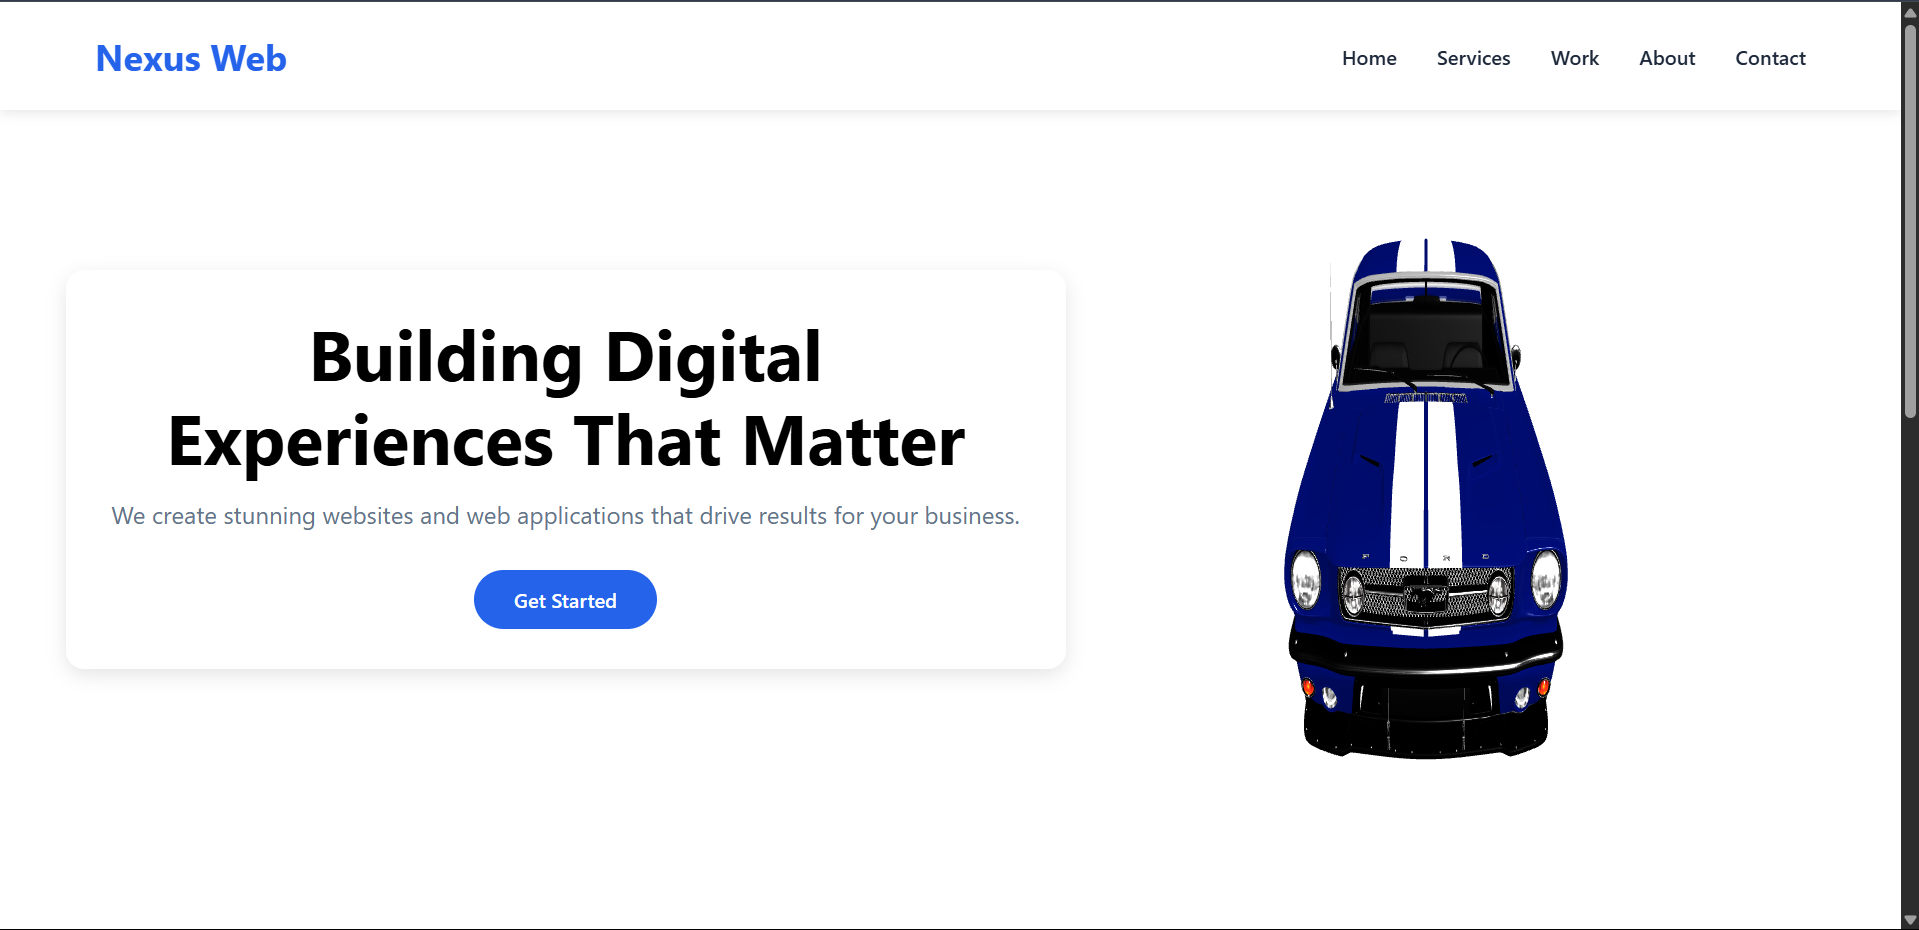 Nexus Web
Home Services Work About Contact
Building Digital
Experiences That Matter
We create stunning websites and web applications that drive results for your business.
Get Started
FORD